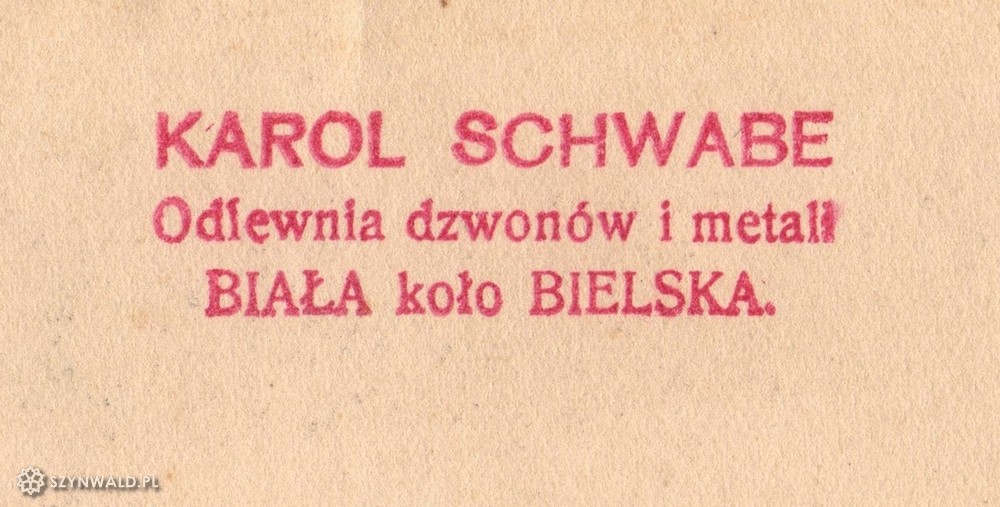 KAROL SCHWABE
Odlewnia dzwonów i metali
BIAŁA koło BIELSKA.
SZYNWALD.PL